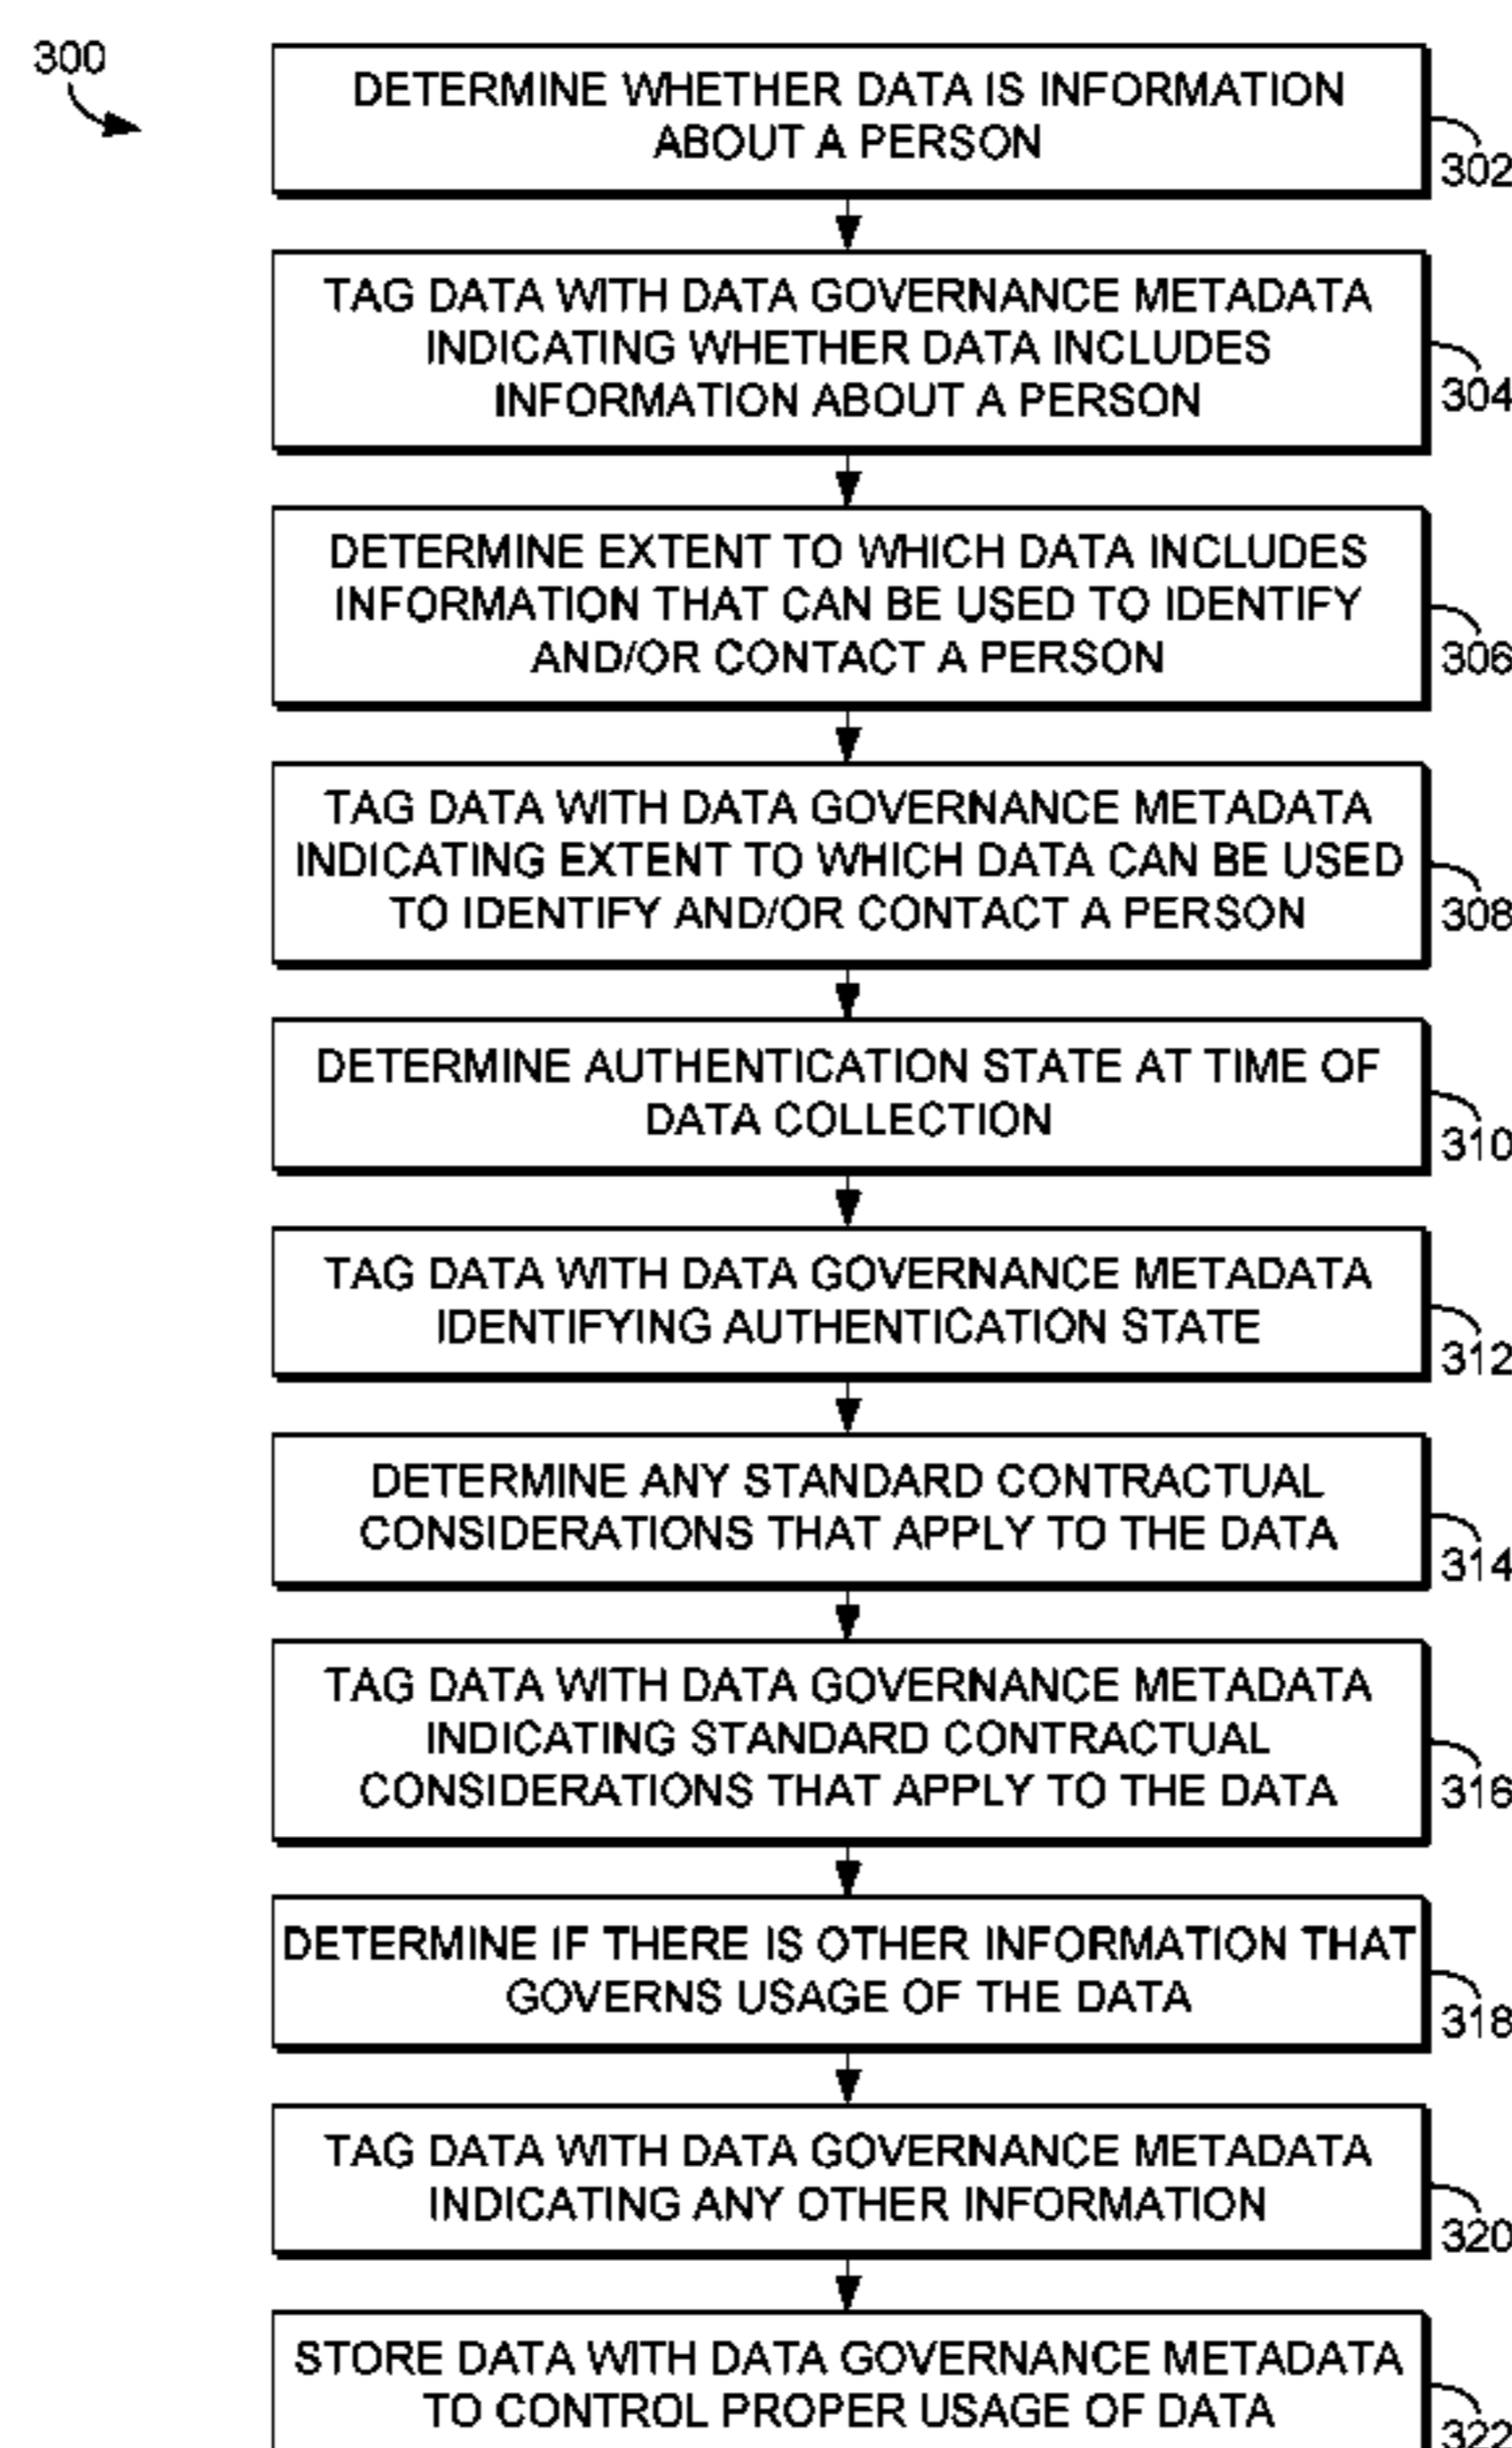 300
DETERMINE WHETHER DATA IS INFORMATION
ABOUT A PERSON
302
TAG DATA WITH DATA GOVERNANCE METADATA
INDICATING WHETHER DATA INCLUDES
INFORMATION ABOUT A PERSON
304
DETERMINE EXTENT TO WHICH DATA INCLUDES
INFORMATION THAT CAN BE USED TO IDENTIFY
AND/OR CONTACT A PERSON
306
TAG DATA WITH DATA GOVERNANCE METADATA
INDICATING EXTENT TO WHICH DATA CAN BE USED
TO IDENTIFY AND/OR CONTACT A PERSON
308
DETERMINE AUTHENTICATION STATE AT TIME OF
DATA COLLECTION
310
TAG DATA WITH DATA GOVERNANCE METADATA
IDENTIFYING AUTHENTICATION STATE
312
DETERMINE ANY STANDARD CONTRACTUAL
CONSIDERATIONS THAT APPLY TO THE DATA
314
TAG DATA WITH DATA GOVERNANCE METADATA
INDICATING STANDARD CONTRACTUAL
CONSIDERATIONS THAT APPLY TO THE DATA
316
DETERMINE IF THERE IS OTHER INFORMATION THAT
GOVERNS USAGE OF THE DATA
318
TAG DATA WITH DATA GOVERNANCE METADATA
INDICATING ANY OTHER INFORMATION
320
STORE DATA WITH DATA GOVERNANCE METADATA
TO CONTROL PROPER USAGE OF DATA
322